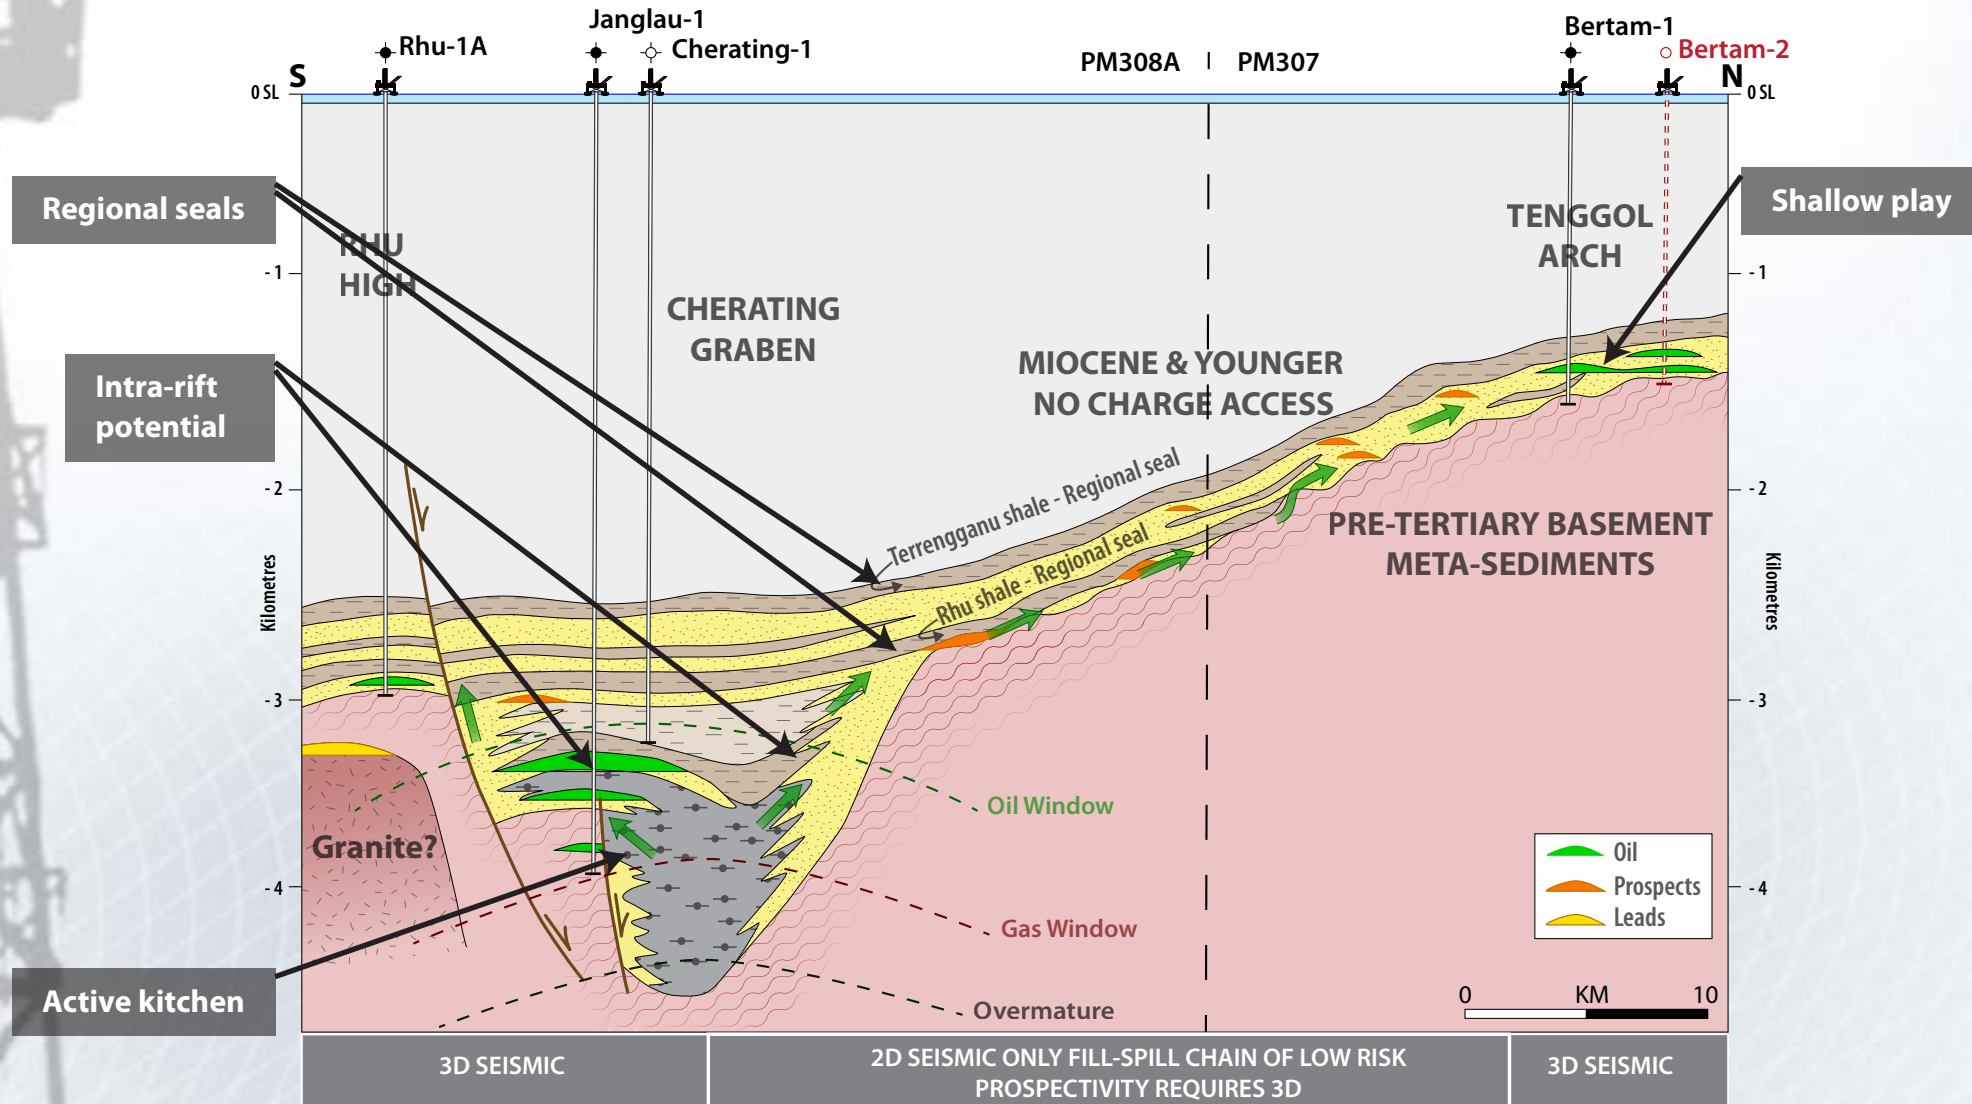 Janglau-1
Bertam-1
Rhu-1A
Cherating-1
PM308A
PM307
Bertam-2
S
N
0 SL
0 SL
Regional seals
Shallow play
RHU
HIGH
TENGGOL
ARCH
- 1
- 1
CHERATING
GRABEN
MIOCENE & YOUNGER
NO CHARGE ACCESS
Intra-rift
potential
Terrengganu shale - Regional seal
- 2
- 2
PRE-TERTIARY BASEMENT
META-SEDIMENTS
Rhu shale - Regional seal
Kilometres
Kilometres
- 3
- 3
Oil Window
Granite?
Oil
Prospects
Leads
- 4
- 4
Gas Window
Active kitchen
Overmature
0 KM 10
3D SEISMIC
2D SEISMIC ONLY FILL-SPILL CHAIN OF LOW RISK
PROSPECTIVITY REQUIRES 3D
3D SEISMIC